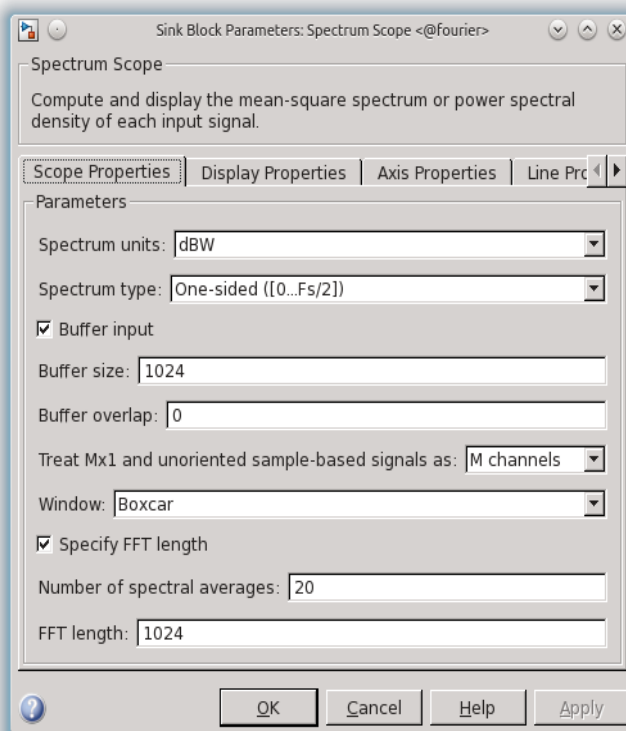 Sink Block Parameters: Spectrum Scope <@fourier>
Spectrum Scope
Compute and display the mean-square spectrum or power spectral
density of each input signal.
Scope Properties Display Properties Axis Properties Line Pro
Parameters
Spectrum units: dBW
Spectrum type: One-sided ([0...Fs/2])
Buffer input
Buffer size: 1024
Buffer overlap: 0
Treat Mx1 and unoriented sample-based signals as: M channels
Window: Boxcar
Specify FFT length
Number of spectral averages: 20
FFT length: 1024
OK Cancel Help Apply